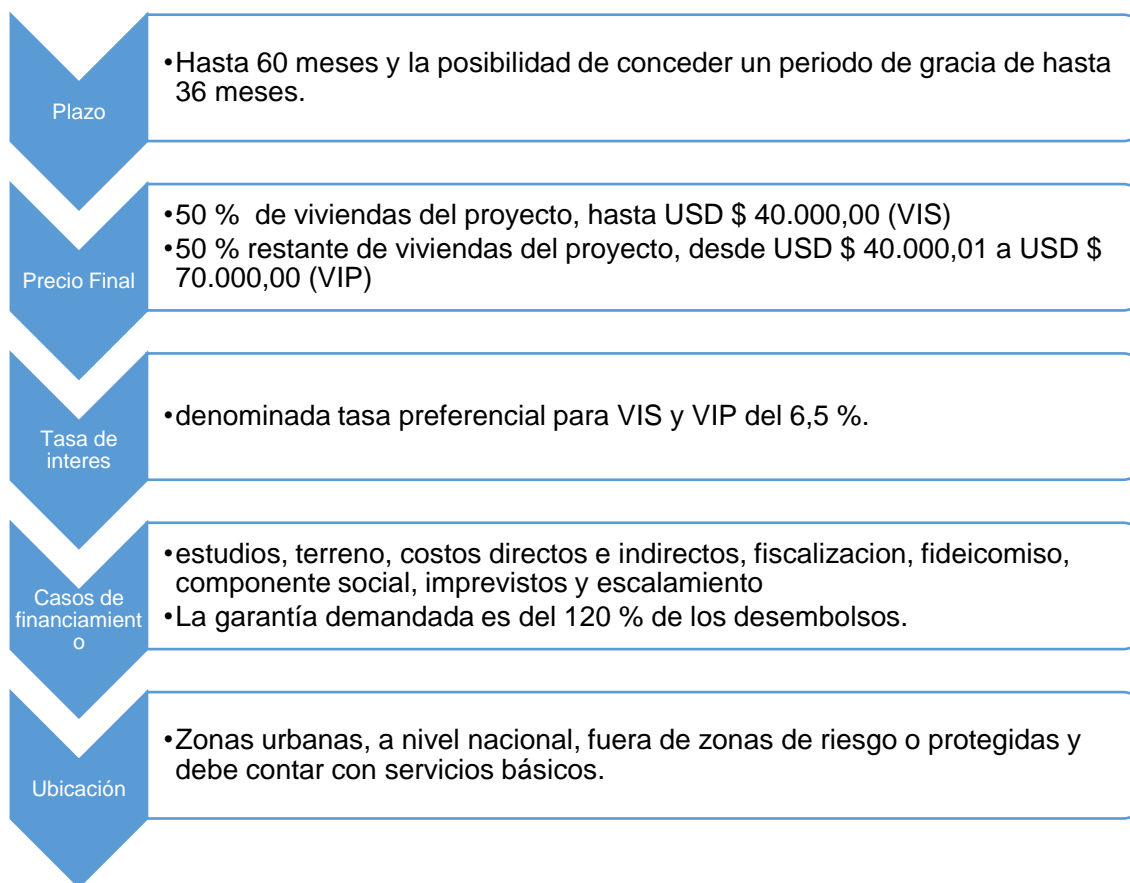 Plazo
•Hasta 60 meses y la posibilidad de conceder un periodo de gracia de hasta
36 meses.
Precio Final
•50 %  de viviendas del proyecto, hasta USD $ 40.000,00 (VIS)
•50 % restante de viviendas del proyecto, desde USD $ 40.000,01 a USD $
70.000,00 (VIP)
Tasa de
interes
•denominada tasa preferencial para VIS y VIP del 6,5 %.
Casos de
financiamient
o
•estudios, terreno, costos directos e indirectos, fiscalizacion, fideicomiso,
componente social, imprevistos y escalamiento
•La garantía demandada es del 120 % de los desembolsos.
Ubicación
•Zonas urbanas, a nivel nacional, fuera de zonas de riesgo o protegidas y
debe contar con servicios básicos.